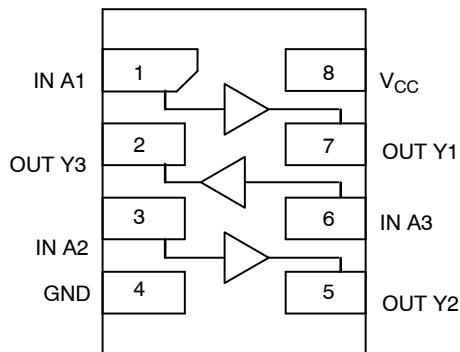 IN A1 1 8 V_CC
OUT Y3 2 7 OUT Y1
IN A2 3 6 IN A3
GND 4 5 OUT Y2